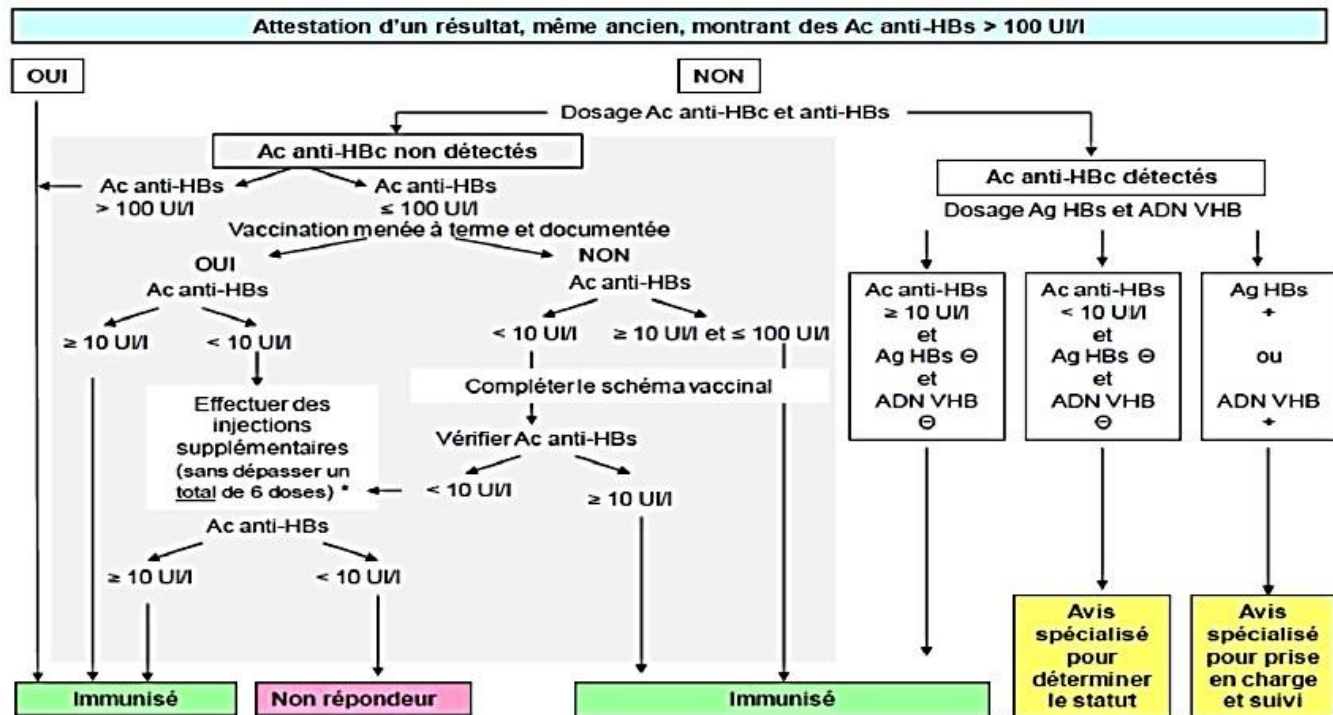 Attestation d'un résultat, même ancien, montrant des Ac anti-HBs > 100 UI/l
OUI
NON
Dosage Ac anti-HBc et anti-HBs
Ac anti-HBc non détectés
Ac anti-HBs
> 100 UI/l
Ac anti-HBs
≤ 100 UI/l
Vaccination menée à terme et documentée
OUI
Ac anti-HBs
≥ 10 UI/l
< 10 UI/l
Effectuer des
injections
supplémentaires
(sans dépasser un
total de 6 doses) *
Ac anti-HBs
≥ 10 UI/l
< 10 UI/l
NON
Ac anti-HBs
< 10 UI/l
≥ 10 UI/l et ≤ 100 UI/l
Compléter le schéma vaccinal
Vérifier Ac anti-HBs
< 10 UI/l
≥ 10 UI/l
Ac anti-HBc détectés
Dosage Ag HBs et ADN VHB
Ac anti-HBs
≥ 10 UI/l
et
Ag HBs ⊖
et
ADN VHB
⊖
Ac anti-HBs
< 10 UI/l
et
Ag HBs ⊖
et
ADN VHB
⊖
Ag HBs
+
ou
ADN VHB
+
Immunisé
Non répondeur
Immunisé
Avis
spécialisé
pour
déterminer
le statut
Avis
spécialisé
pour prise
en charge
et suivi